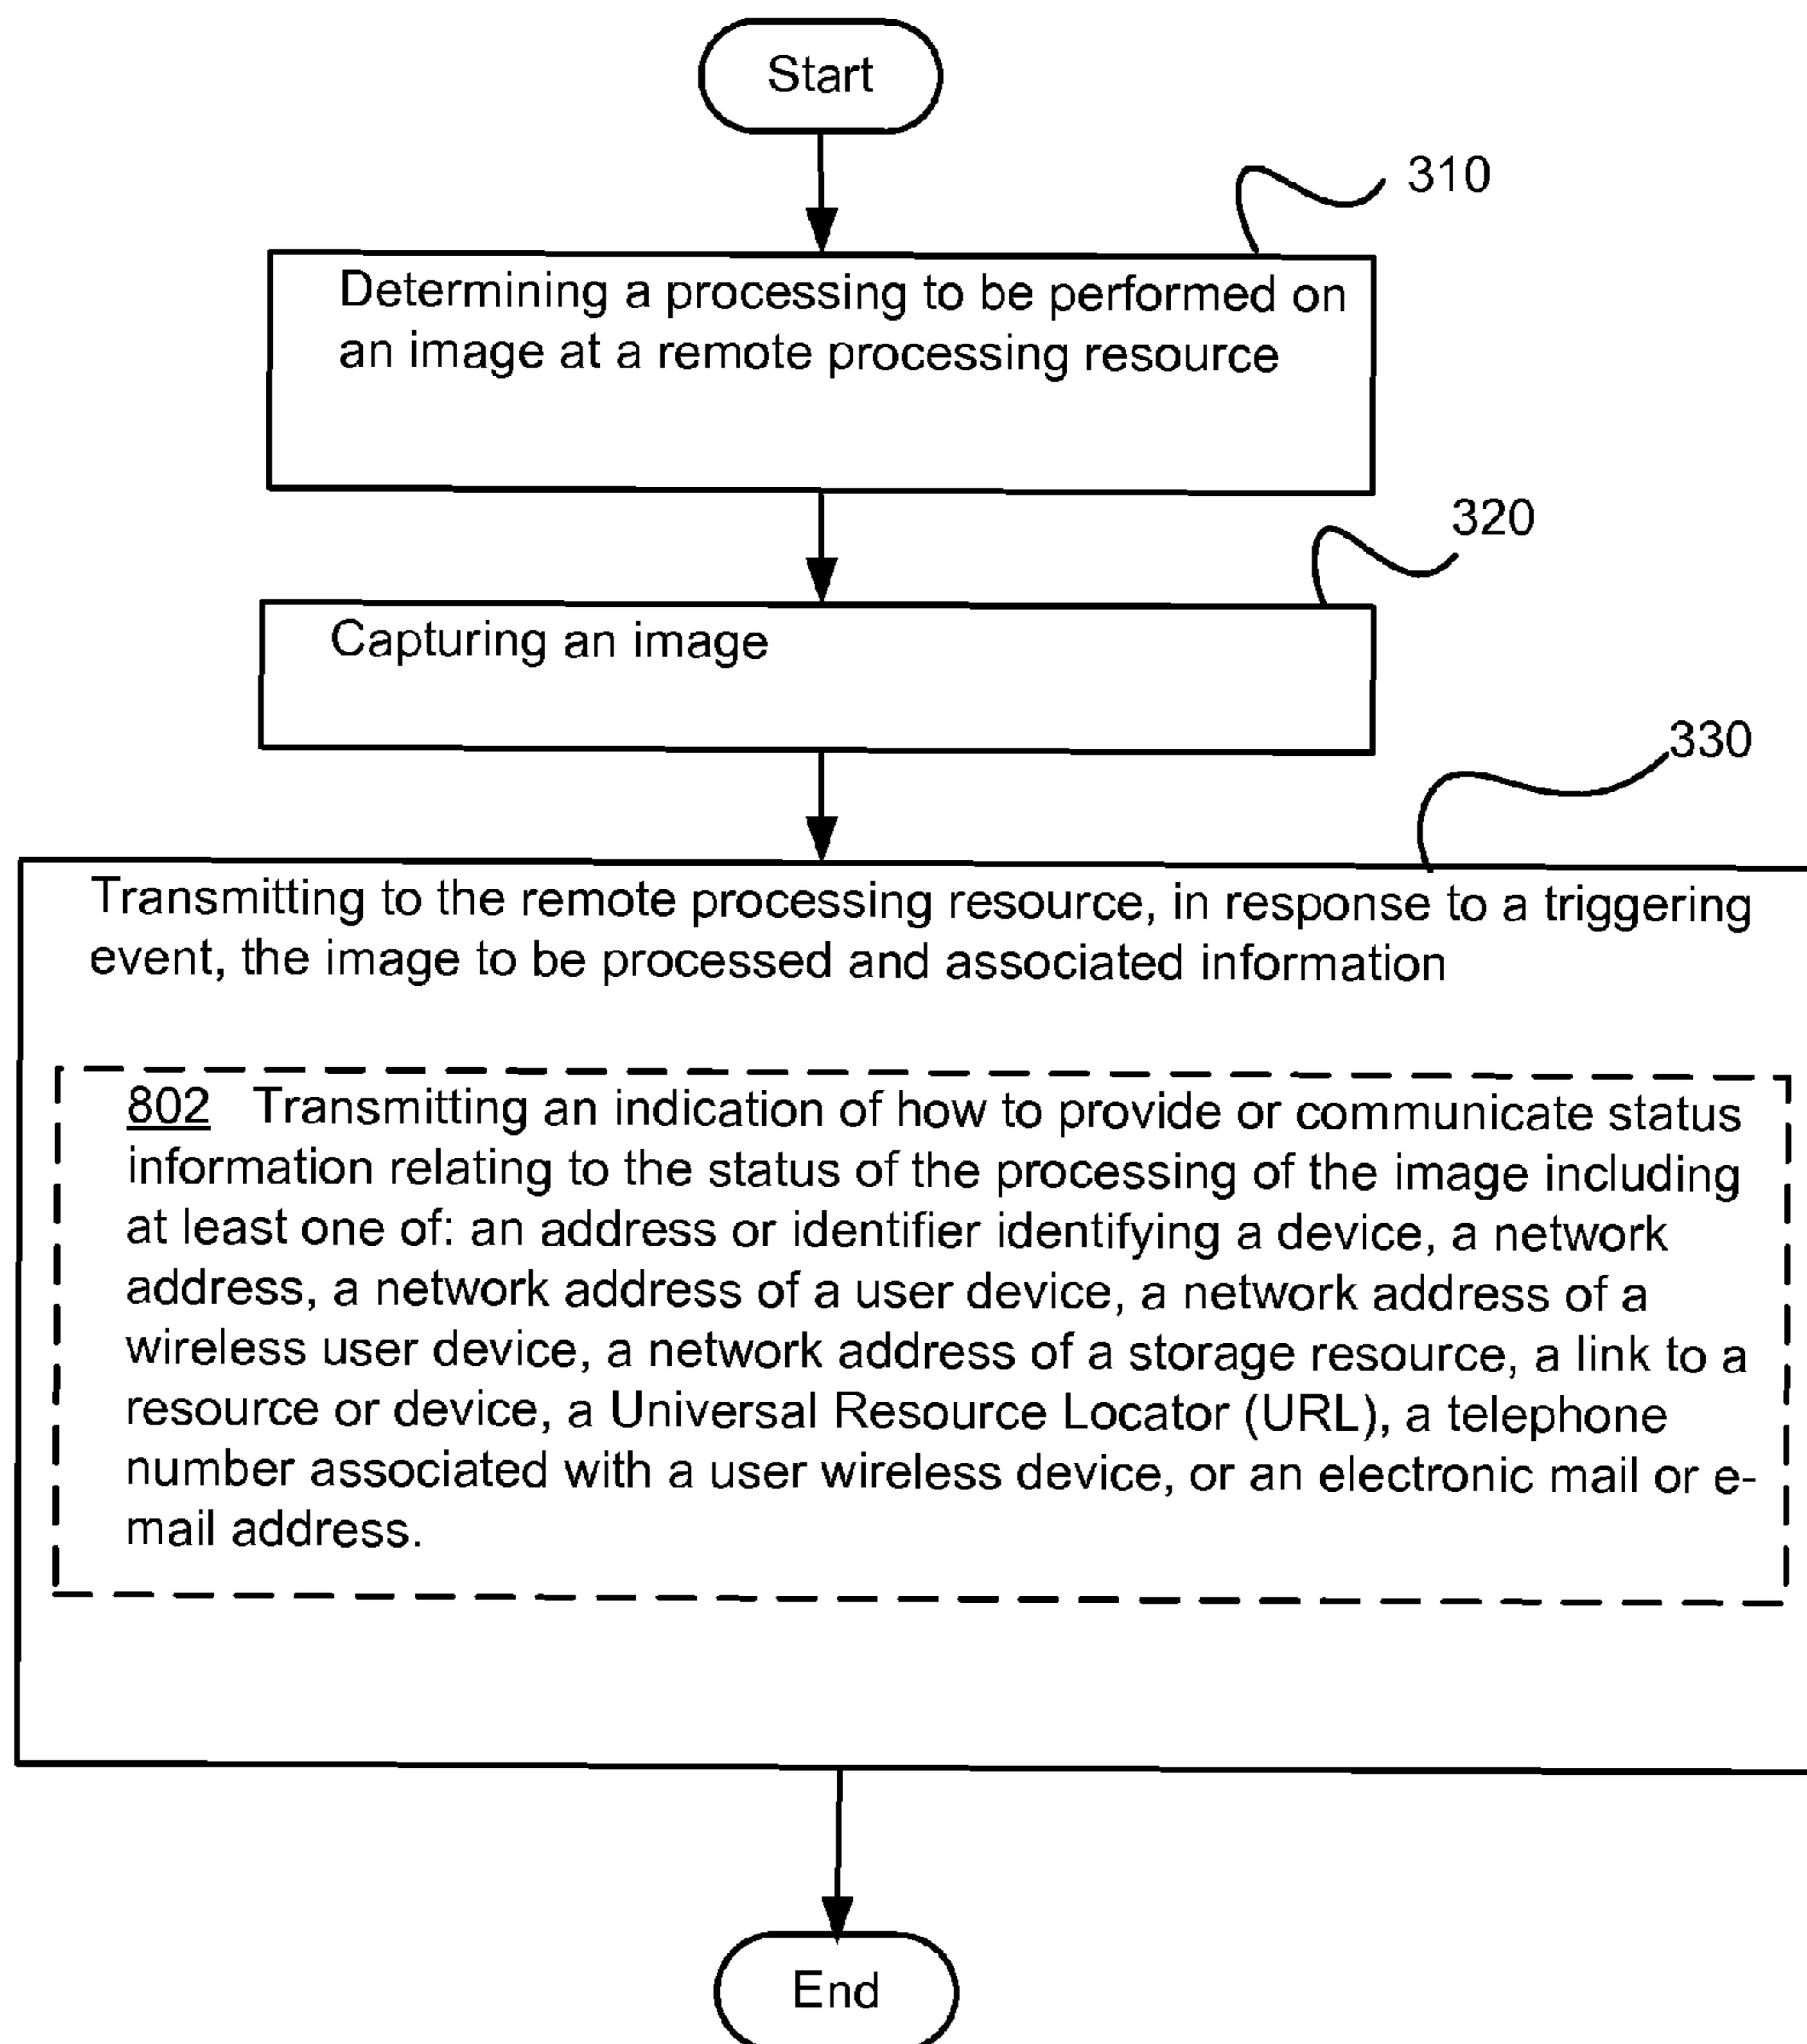 Start
310
Determining a processing to be performed on
an image at a remote processing resource
320
Capturing an image
330
Transmitting to the remote processing resource, in response to a triggering
event, the image to be processed and associated information
802 Transmitting an indication of how to provide or communicate status
information relating to the status of the processing of the image including
at least one of: an address or identifier identifying a device, a network
address, a network address of a user device, a network address of a
wireless user device, a network address of a storage resource, a link to a
resource or device, a Universal Resource Locator (URL), a telephone
number associated with a user wireless device, or an electronic mail or e-
mail address.
End